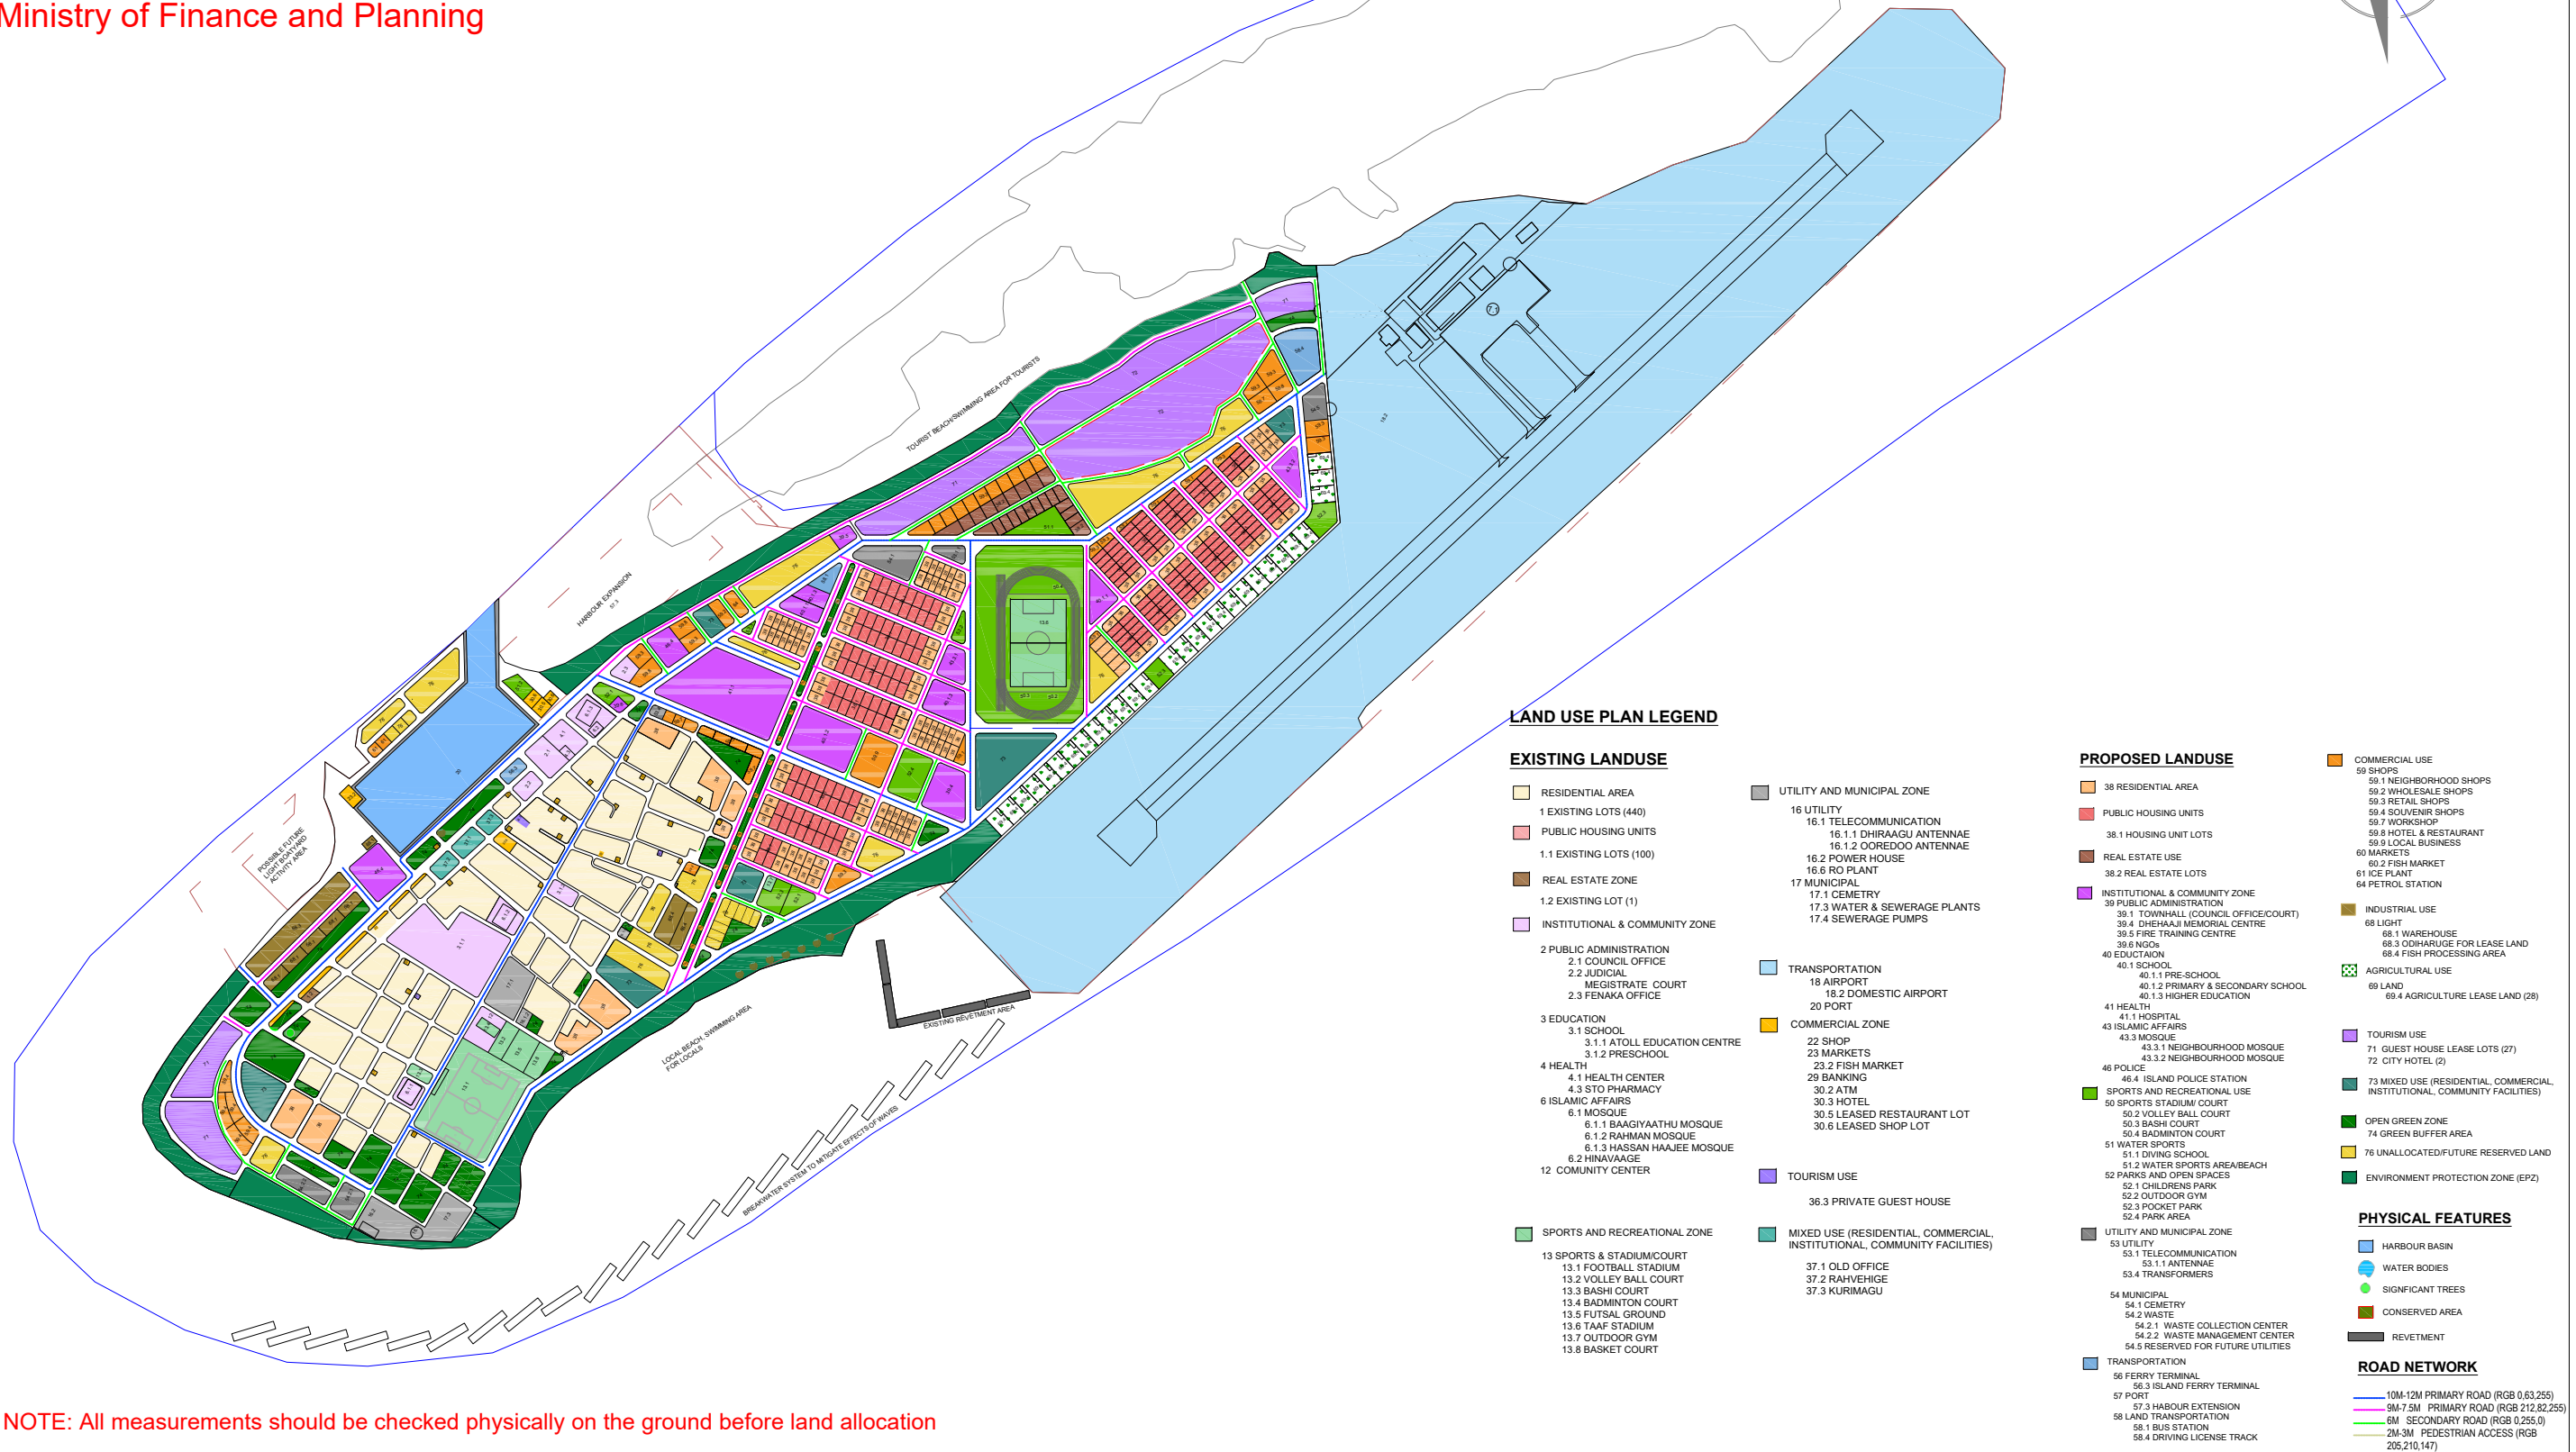 Ministry of Finance and Planning
TOURIST BEACH/SWIMMING AREA FOR TOURISTS
HARBOUR EXPANSION
57.3
POSSIBLE FUTURE
LIGHT BOATYARD
ACTIVITY AREA
LOCAL BEACH, SWIMMING AREA
FOR LOCALS
EXISTING REVETMENT AREA
BREAKWATER SYSTEM TO MITIGATE EFFECTS OF WAVES
LAND USE PLAN LEGEND
EXISTING LANDUSE
RESIDENTIAL AREA
1 EXISTING LOTS (440)
PUBLIC HOUSING UNITS
1.1 EXISTING LOTS (100)
REAL ESTATE ZONE
1.2 EXISTING LOT (1)
INSTITUTIONAL & COMMUNITY ZONE
2 PUBLIC ADMINISTRATION
2.1 COUNCIL OFFICE
2.2 JUDICIAL
MEGISTRATE COURT
2.3 FENAKA OFFICE
3 EDUCATION
3.1 SCHOOL
3.1.1 ATOLL EDUCATION CENTRE
3.1.2 PRESCHOOL
4 HEALTH
4.1 HEALTH CENTER
4.3 STO PHARMACY
6 ISLAMIC AFFAIRS
6.1 MOSQUE
6.1.1 BAAGIYAATHU MOSQUE
6.1.2 RAHMAN MOSQUE
6.1.3 HASSAN HAAJEE MOSQUE
6.2 HINAVAAGE
12 COMUNITY CENTER
SPORTS AND RECREATIONAL ZONE
13 SPORTS & STADIUM/COURT
13.1 FOOTBALL STADIUM
13.2 VOLLEY BALL COURT
13.3 BASHI COURT
13.4 BADMINTON COURT
13.5 FUTSAL GROUND
13.6 TAAF STADIUM
13.7 OUTDOOR GYM
13.8 BASKET COURT
UTILITY AND MUNICIPAL ZONE
16 UTILITY
16.1 TELECOMMUNICATION
16.1.1 DHIRAAGU ANTENNAE
16.1.2 OOREDOO ANTENNAE
16.2 POWER HOUSE
16.6 RO PLANT
17 MUNICIPAL
17.1 CEMETRY
17.3 WATER & SEWERAGE PLANTS
17.4 SEWERAGE PUMPS
TRANSPORTATION
18 AIRPORT
18.2 DOMESTIC AIRPORT
20 PORT
COMMERCIAL ZONE
22 SHOP
23 MARKETS
23.2 FISH MARKET
29 BANKING
30.2 ATM
30.3 HOTEL
30.5 LEASED RESTAURANT LOT
30.6 LEASED SHOP LOT
TOURISM USE
36.3 PRIVATE GUEST HOUSE
MIXED USE (RESIDENTIAL, COMMERCIAL,
INSTITUTIONAL, COMMUNITY FACILITIES)
37.1 OLD OFFICE
37.2 RAHVEHIGE
37.3 KURIMAGU
PROPOSED LANDUSE
38 RESIDENTIAL AREA
PUBLIC HOUSING UNITS
38.1 HOUSING UNIT LOTS
REAL ESTATE USE
38.2 REAL ESTATE LOTS
INSTITUTIONAL & COMMUNITY ZONE
39 PUBLIC ADMINISTRATION
39.1 TOWNHALL (COUNCIL OFFICE/COURT)
39.4 DHEHAAJI MEMORIAL CENTRE
39.5 FIRE TRAINING CENTRE
39.6 NGOs
40 EDUCTAION
40.1 SCHOOL
40.1.1 PRE-SCHOOL
40.1.2 PRIMARY & SECONDARY SCHOOL
40.1.3 HIGHER EDUCATION
41 HEALTH
41.1 HOSPITAL
43 ISLAMIC AFFAIRS
43.3 MOSQUE
43.3.1 NEIGHBOURHOOD MOSQUE
43.3.2 NEIGHBOURHOOD MOSQUE
46 POLICE
46.4 ISLAND POLICE STATION
SPORTS AND RECREATIONAL USE
50 SPORTS STADIUM/ COURT
50.2 VOLLEY BALL COURT
50.3 BASHI COURT
50.4 BADMINTON COURT
51 WATER SPORTS
51.1 DIVING SCHOOL
51.2 WATER SPORTS AREA/BEACH
52 PARKS AND OPEN SPACES
52.1 CHILDRENS PARK
52.2 OUTDOOR GYM
52.3 POCKET PARK
52.4 PARK AREA
UTILITY AND MUNICIPAL ZONE
53 UTILITY
53.1 TELECOMMUNICATION
53.1.1 ANTENNAE
53.4 TRANSFORMERS
54 MUNICIPAL
54.1 CEMETRY
54.2 WASTE
54.2.1 WASTE COLLECTION CENTER
54.2.2 WASTE MANAGEMENT CENTER
54.5 RESERVED FOR FUTURE UTILITIES
TRANSPORTATION
56 FERRY TERMINAL
56.3 ISLAND FERRY TERMINAL
57 PORT
57.3 HABOUR EXTENSION
58 LAND TRANSPORTATION
58.1 BUS STATION
58.4 DRIVING LICENSE TRACK
COMMERCIAL USE
59 SHOPS
59.1 NEIGHBORHOOD SHOPS
59.2 WHOLESALE SHOPS
59.3 RETAIL SHOPS
59.4 SOUVENIR SHOPS
59.7 WORKSHOP
59.8 HOTEL & RESTAURANT
59.9 LOCAL BUSINESS
60 MARKETS
60.2 FISH MARKET
61 ICE PLANT
64 PETROL STATION
INDUSTRIAL USE
68 LIGHT
68.1 WAREHOUSE
68.3 ODIHARUGE FOR LEASE LAND
68.4 FISH PROCESSING AREA
AGRICULTURAL USE
69 LAND
69.4 AGRICULTURE LEASE LAND (28)
TOURISM USE
71 GUEST HOUSE LEASE LOTS (27)
72 CITY HOTEL (2)
73 MIXED USE (RESIDENTIAL, COMMERCIAL,
INSTITUTIONAL, COMMUNITY FACILITIES)
OPEN GREEN ZONE
74 GREEN BUFFER AREA
76 UNALLOCATED/FUTURE RESERVED LAND
ENVIRONMENT PROTECTION ZONE (EPZ)
PHYSICAL FEATURES
HARBOUR BASIN
WATER BODIES
SIGNFICANT TREES
CONSERVED AREA
REVETMENT
ROAD NETWORK
10M-12M PRIMARY ROAD (RGB 0,63,255)
9M-7.5M PRIMARY ROAD (RGB 212,82,255)
6M SECONDARY ROAD (RGB 0,255,0)
2M-3M PEDESTRIAN ACCESS (RGB
205,210,147)
NOTE: All measurements should be checked physically on the ground before land allocation